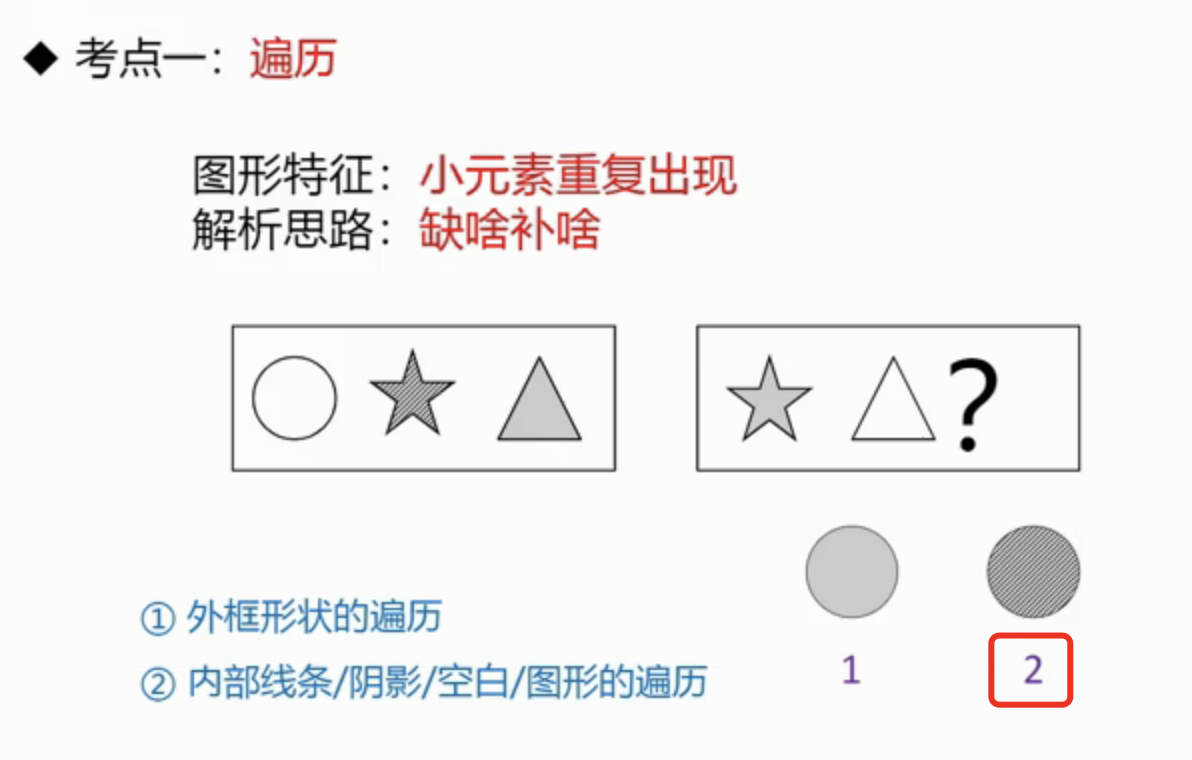 ◆ 考点一：遍历
图形特征：小元素重复出现
解析思路：缺啥补啥
?
① 外框形状的遍历
② 内部线条/阴影/空白/图形的遍历
1
2